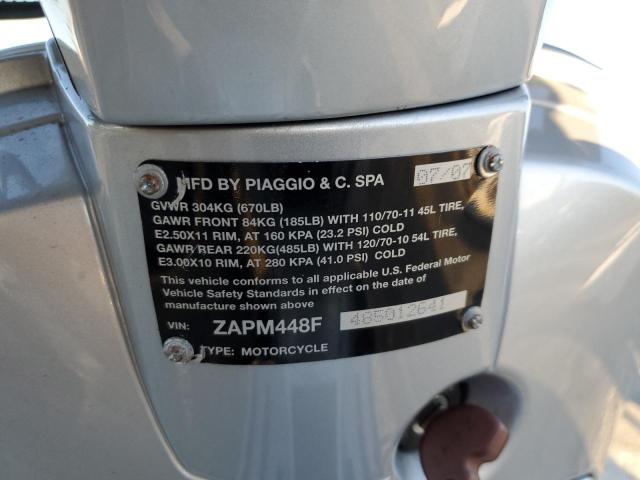 MFD BY PIAGGIO & C. SPA 07/07
GVWR 304KG (670LB)
GAWR FRONT 84KG (185LB) WITH 110/70-11 45L TIRE,
E2.50X11 RIM, AT 160 KPA (23.2 PSI) COLD
GAWR REAR 220KG(485LB) WITH 120/70-10 54L TIRE,
E3.00X10 RIM, AT 280 KPA (41.0 PSI) COLD
This vehicle conforms to all applicable U.S. Federal Motor
Vehicle Safety Standards in effect on the date of
manufacture shown above
VIN: ZAPM448F 485012641
TYPE: MOTORCYCLE